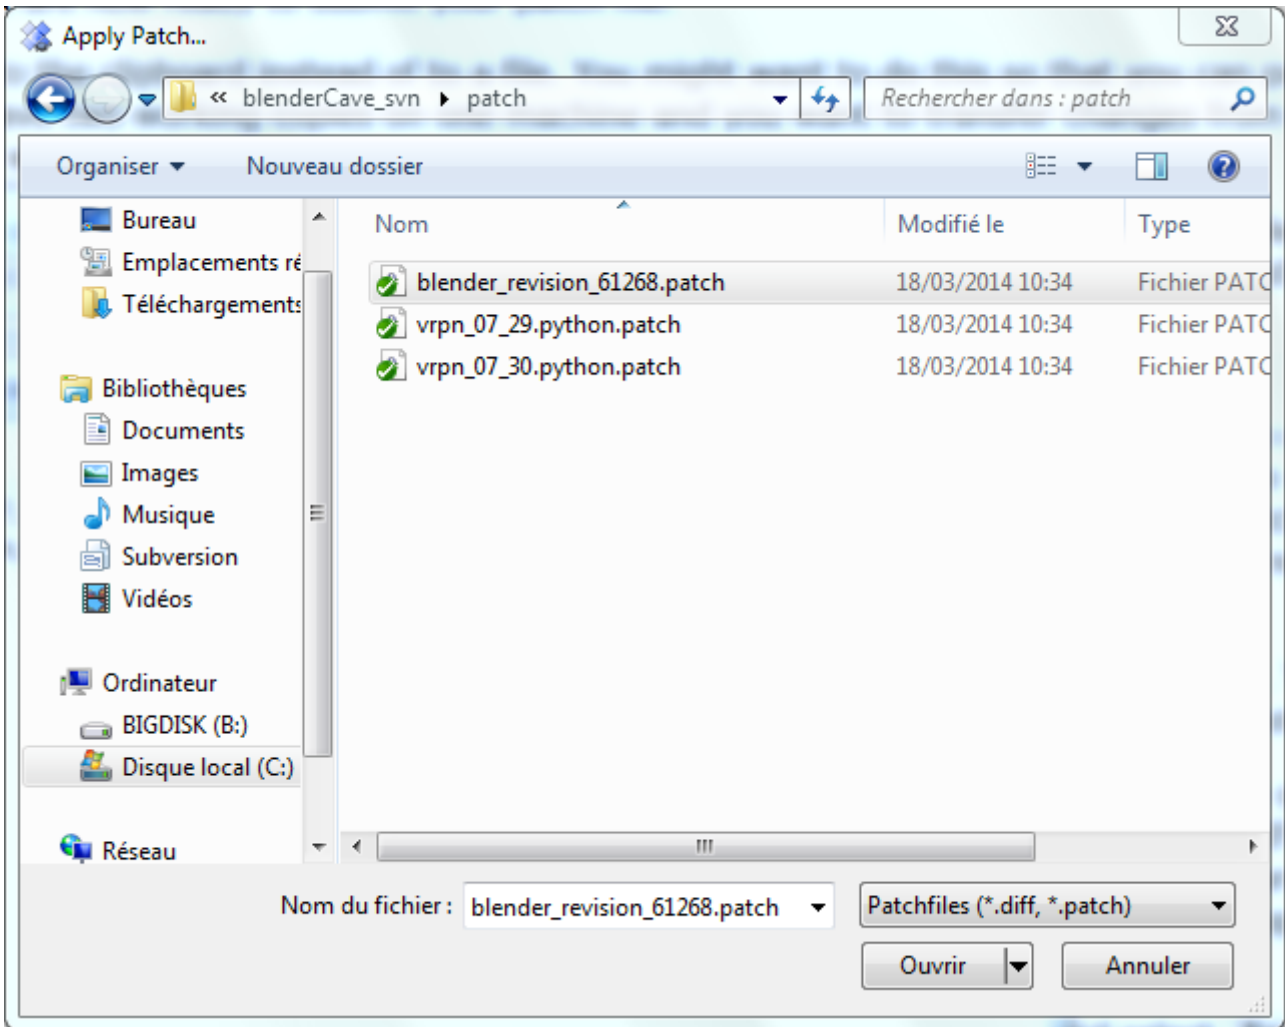 Apply Patch...
« blenderCave_svn patch
Rechercher dans : patch
Organiser
Nouveau dossier
Bureau
Emplacements ré
Téléchargements
Bibliothèques
Documents
Images
Musique
Subversion
Vidéos
Ordinateur
BIGDISK (B:)
Disque local (C:)
Réseau
Nom Modifié le Type
blender_revision_61268.patch 18/03/2014 10:34 Fichier PATC
vrpn_07_29.python.patch 18/03/2014 10:34 Fichier PATC
vrpn_07_30.python.patch 18/03/2014 10:34 Fichier PATC
Nom du fichier : blender_revision_61268.patch Patchfiles (*.diff, *.patch)
Ouvrir Annuler